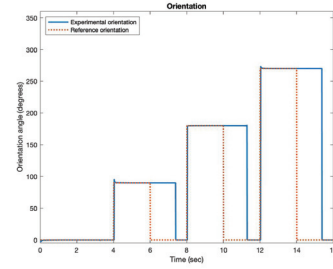 Orientation
Experimental orientation
Reference orientation
350
300
250
200
150
100
50
0
Orientation angle (degrees)
0 2 4 6 8 10 12 14 16
Time (sec)